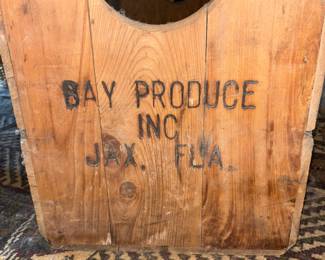 BAY PRODUCE
INC
JAX. FLA.